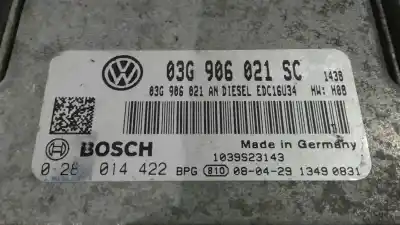 03G 906 021 SC 1438
03G 906 021 AN DIESEL EDC16U34 HW: H08
Made in Germany
BOSCH 1039S23143
0 28 014 422 BPG 810 08-04-29 1349 0831